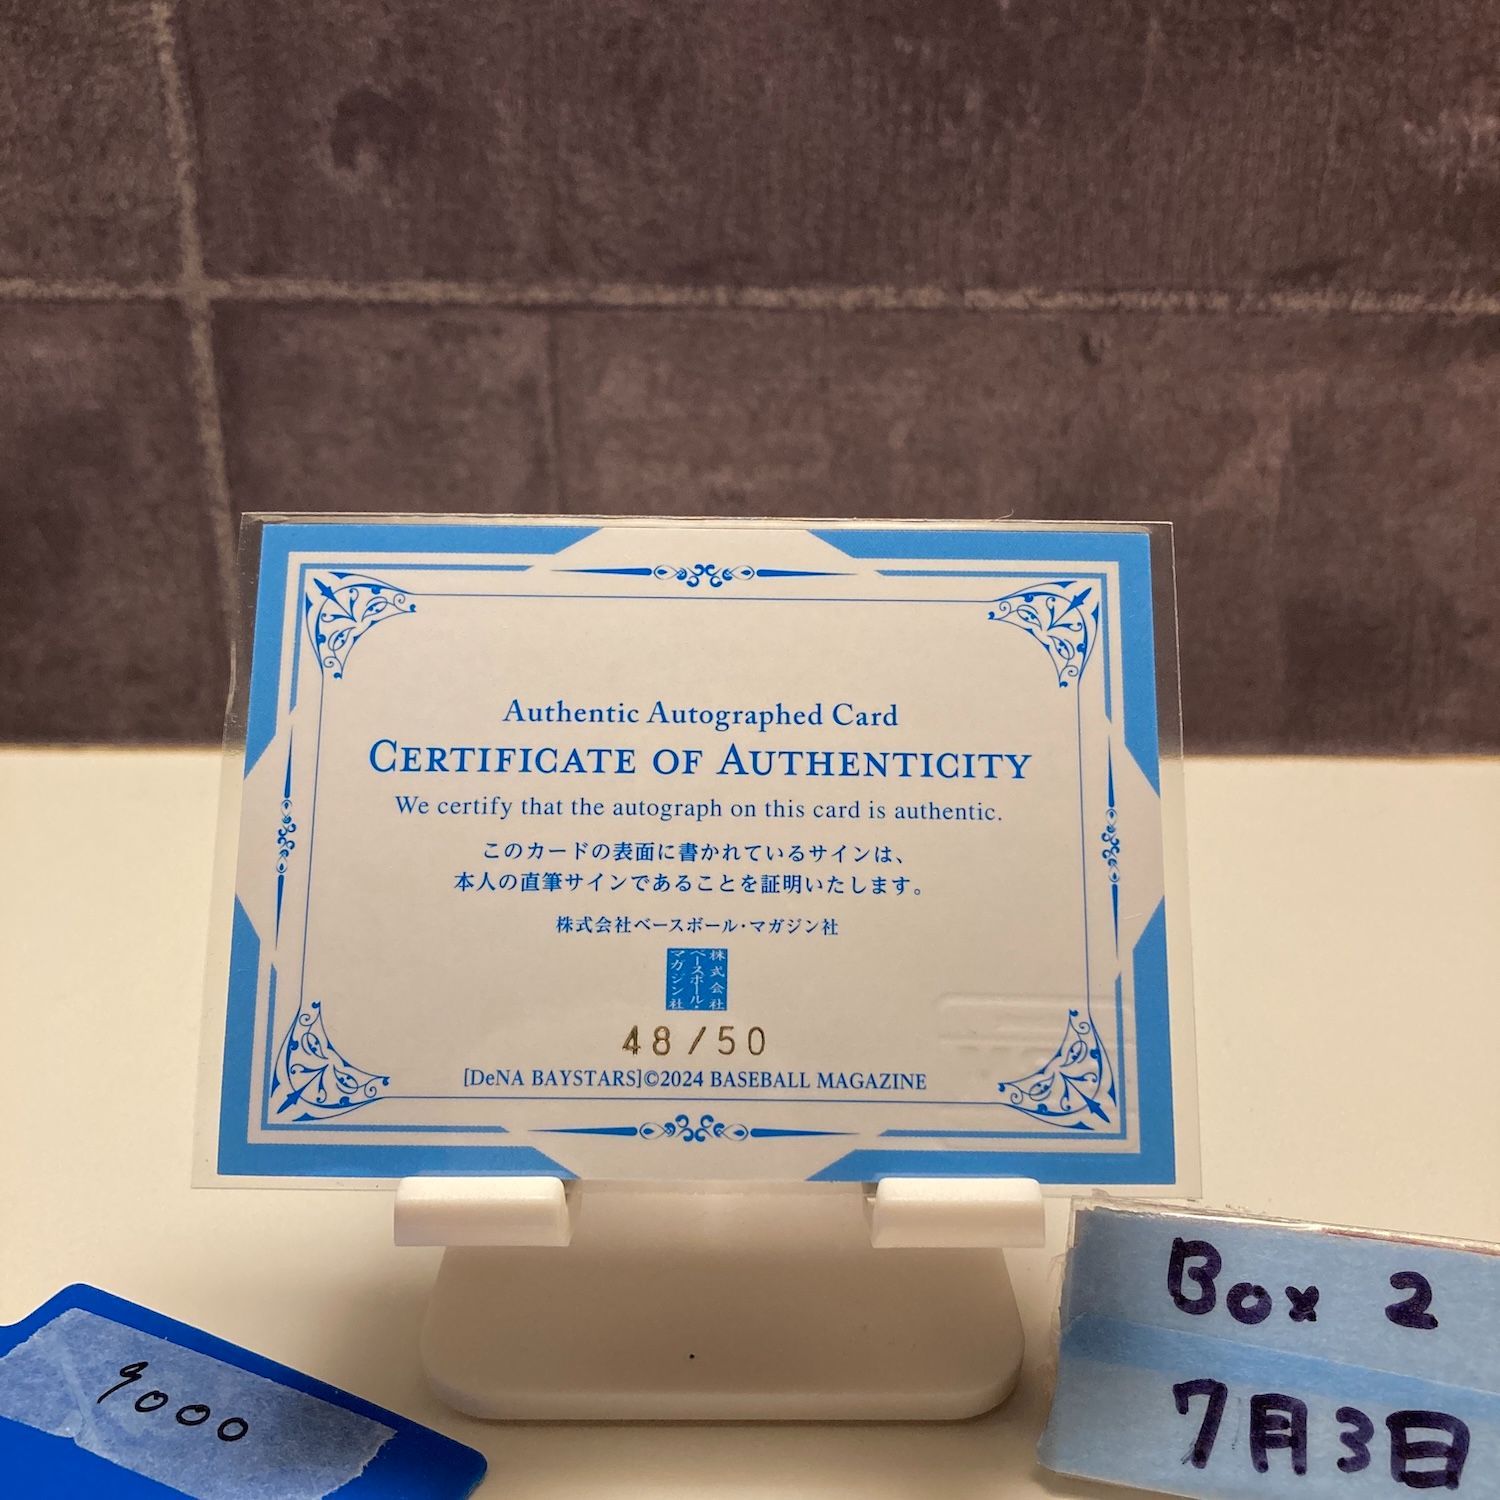 Authentic Autographed Card
CERTIFICATE OF AUTHENTICITY
We certify that the autograph on this card is authentic.
このカードの表面に書かれているサインは、
本人の直筆サインであることを証明いたします。
株式会社ベースボール・マガジン社
株式会社
ベースボール・
マガジン社
48/50
[DeNA BAYSTARS]©2024 BASEBALL MAGAZINE
9000
Box 2
7月3日